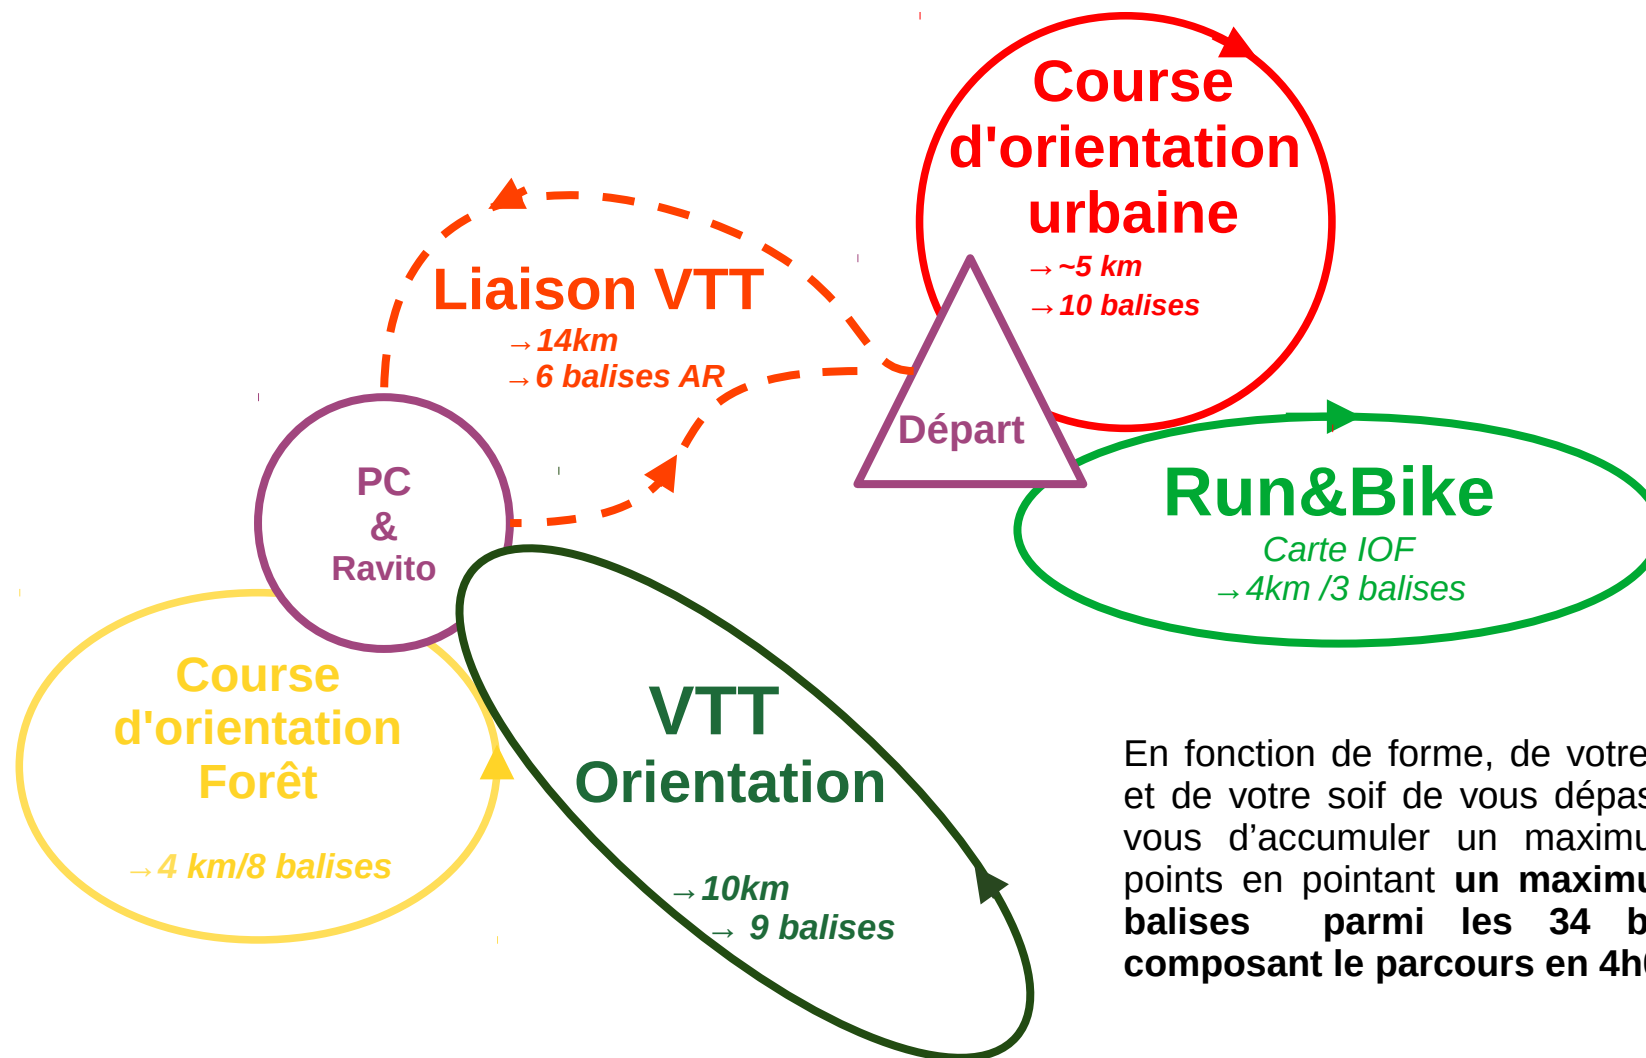 Course
d'orientation
urbaine
→~5 km
→10 balises
Liaison VTT
→14km
→6 balises AR
Départ
PC
&
Ravito
Run&Bike
Carte IOF
→4km /3 balises
Course
d'orientation
Forêt
→4 km/8 balises
VTT
Orientation
→10km
→ 9 balises
En fonction de forme, de votre
et de votre soif de vous dépas
vous d’accumuler un maximu
points en pointant un maximu
balises parmi les 34 b
composant le parcours en 4h